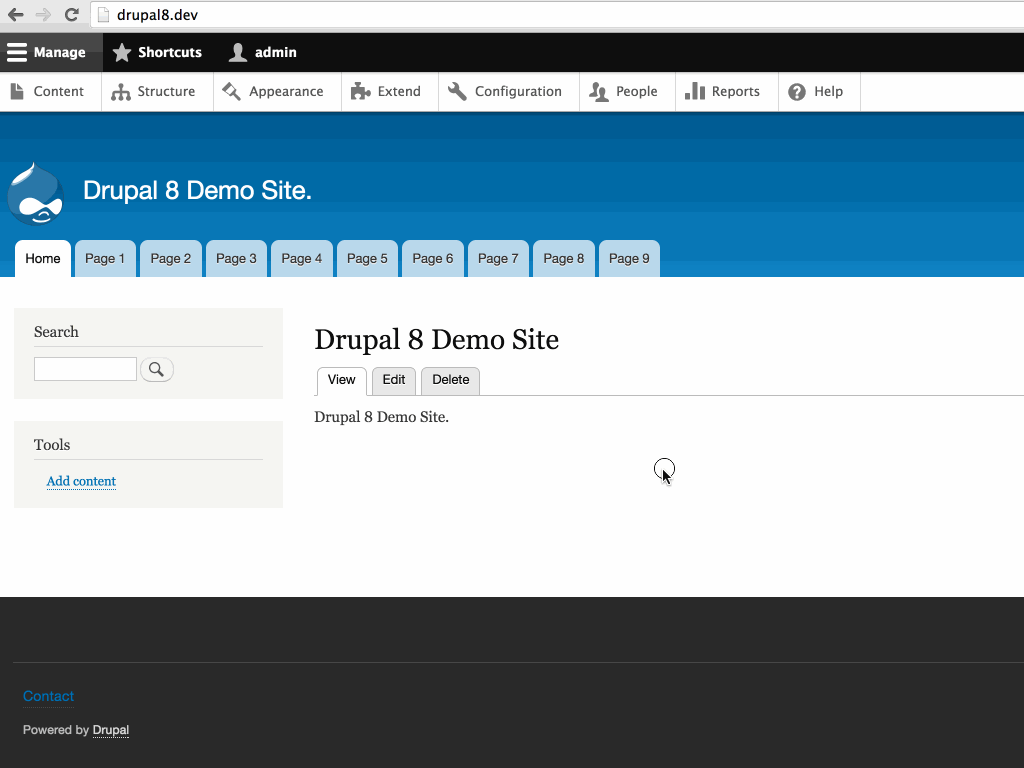 drupal8.dev
Manage Shortcuts admin
Content Structure Appearance Extend Configuration People Reports Help
Drupal 8 Demo Site.
Home Page 1 Page 2 Page 3 Page 4 Page 5 Page 6 Page 7 Page 8 Page 9
Search
Tools
Add content
Drupal 8 Demo Site
View Edit Delete
Drupal 8 Demo Site.
Contact
Powered by Drupal